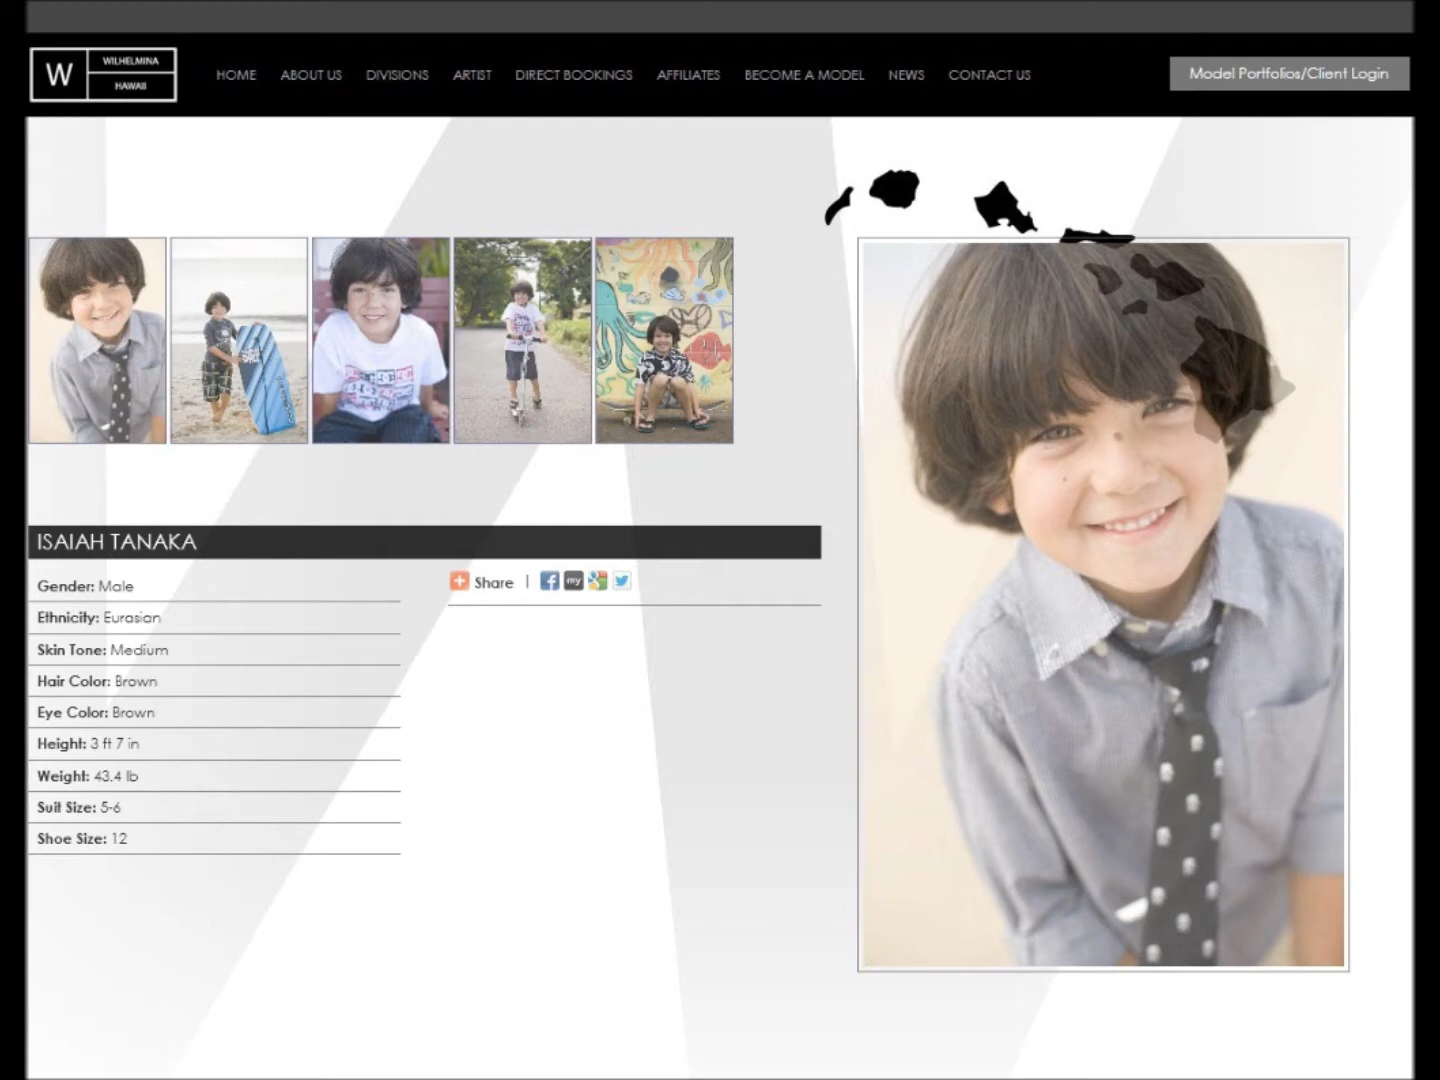 W
WILHELMINA
HAWAII
HOME ABOUT US DIVISIONS ARTIST DIRECT BOOKINGS AFFILIATES BECOME A MODEL NEWS CONTACT US
Model Portfolios/Client Login
ISAIAH TANAKA
Gender: Male
Ethnicity: Eurasian
Skin Tone: Medium
Hair Color: Brown
Eye Color: Brown
Height: 3 ft 7 in
Weight: 43.4 lb
Suit Size: 5-6
Shoe Size: 12
Share |
my